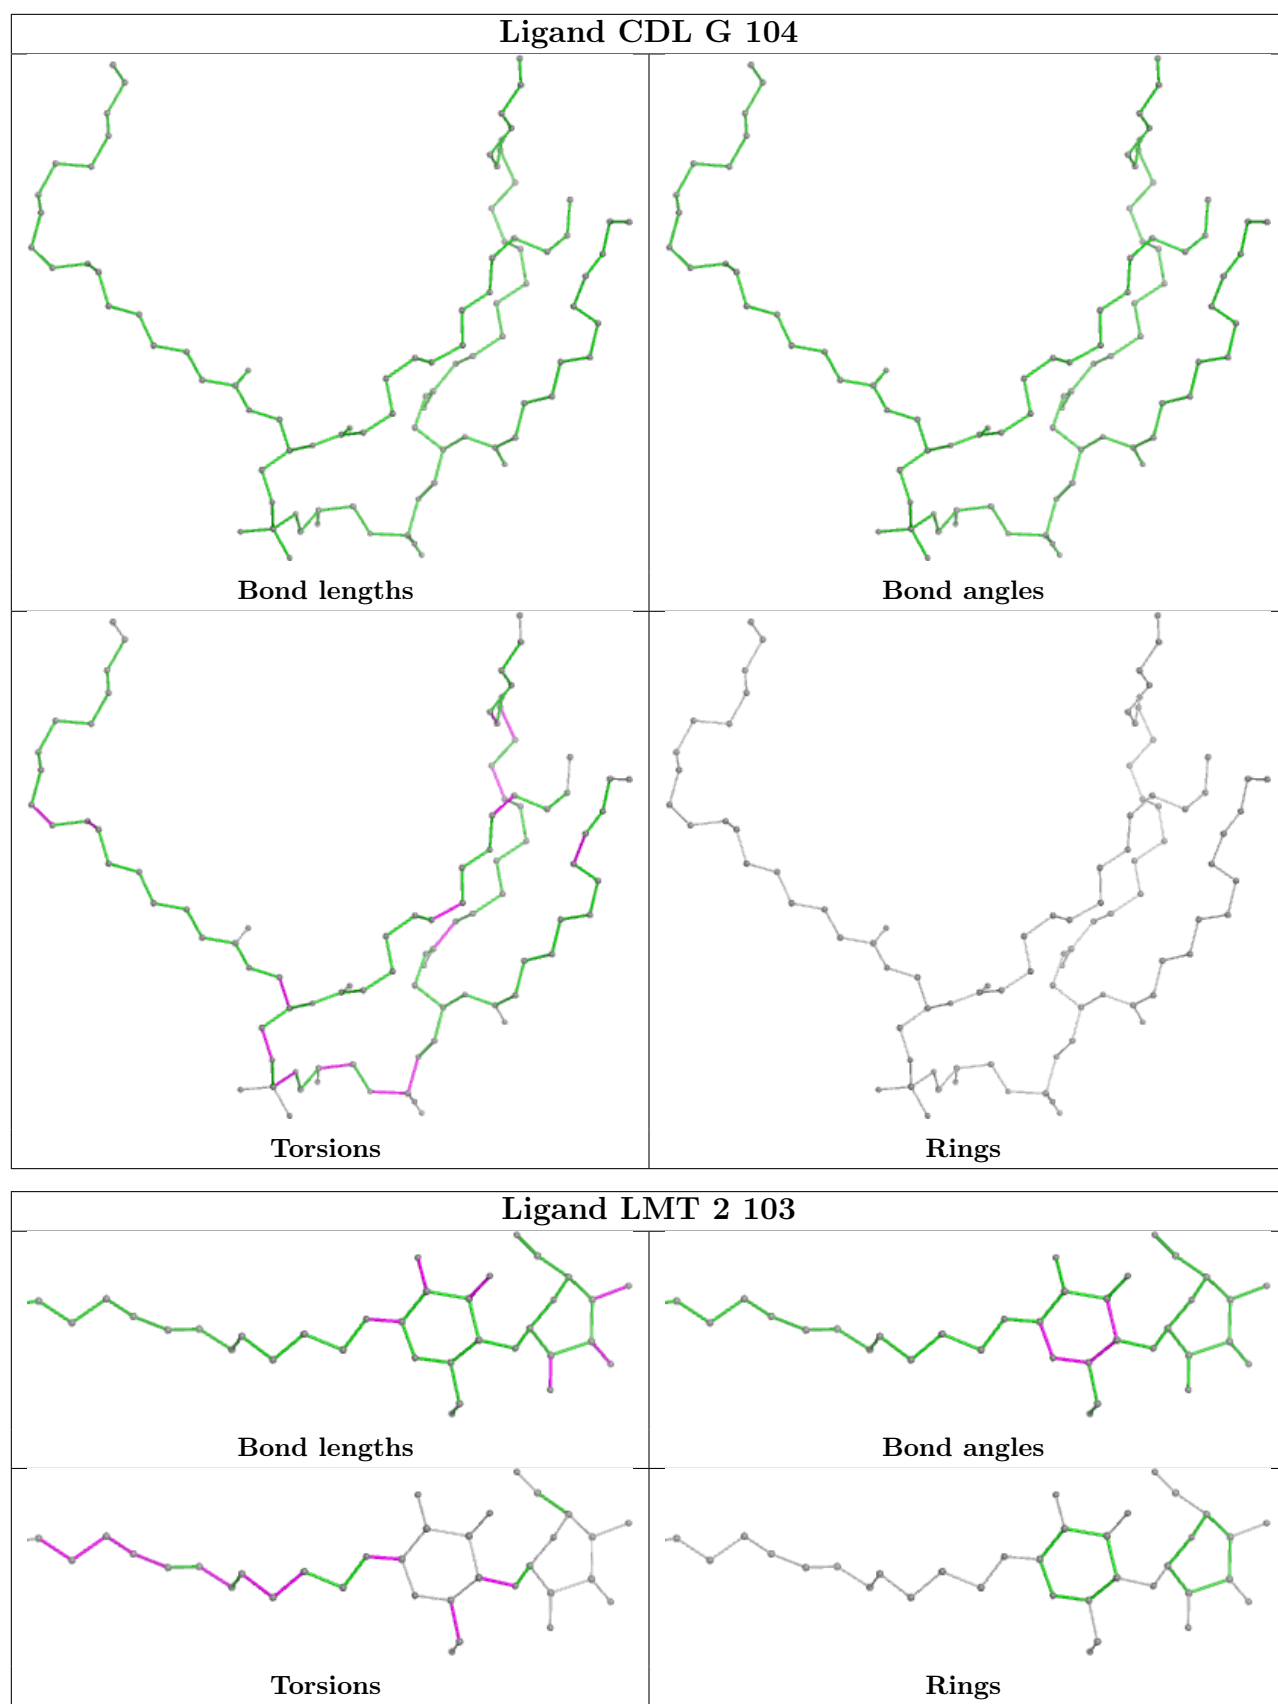 Ligand CDL G 104
Bond lengths
Bond angles
Torsions
Rings
Ligand LMT 2 103
Bond lengths
Bond angles
Torsions
Rings